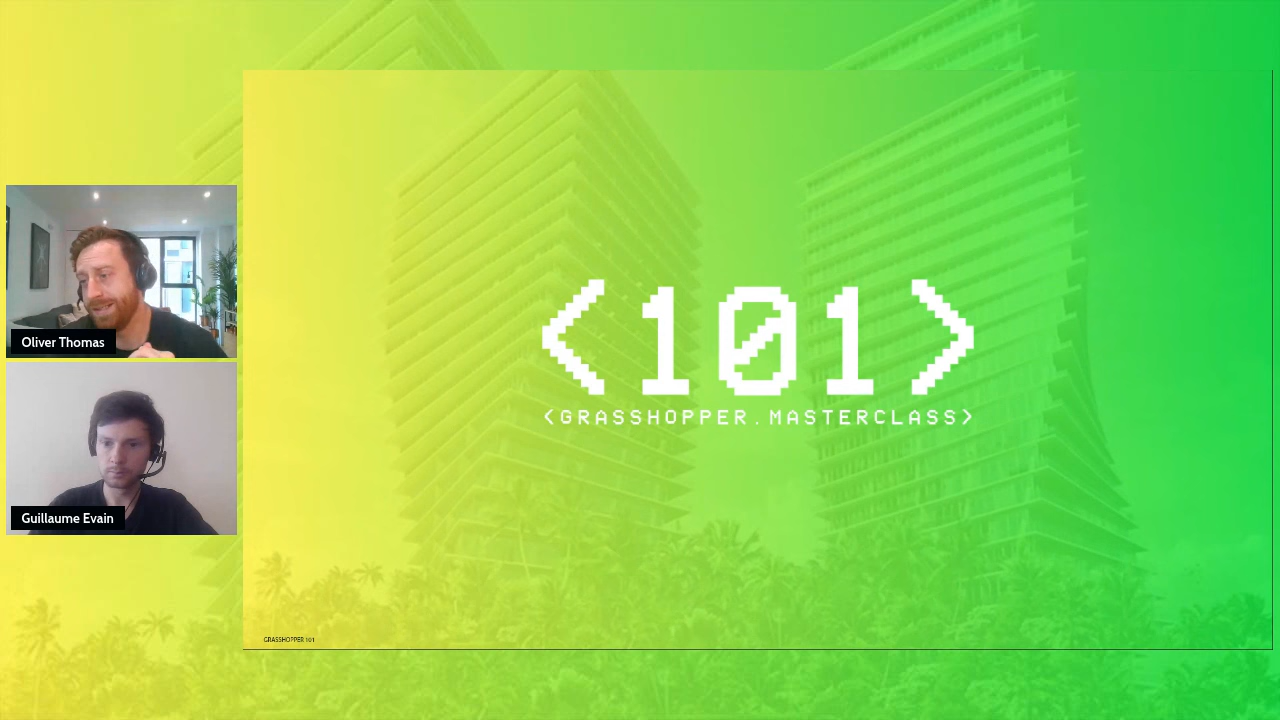 Oliver Thomas
Guillaume Evain
<101>
<GRASSHOPPER.MASTERCLASS>
GRASSHOPPER 101